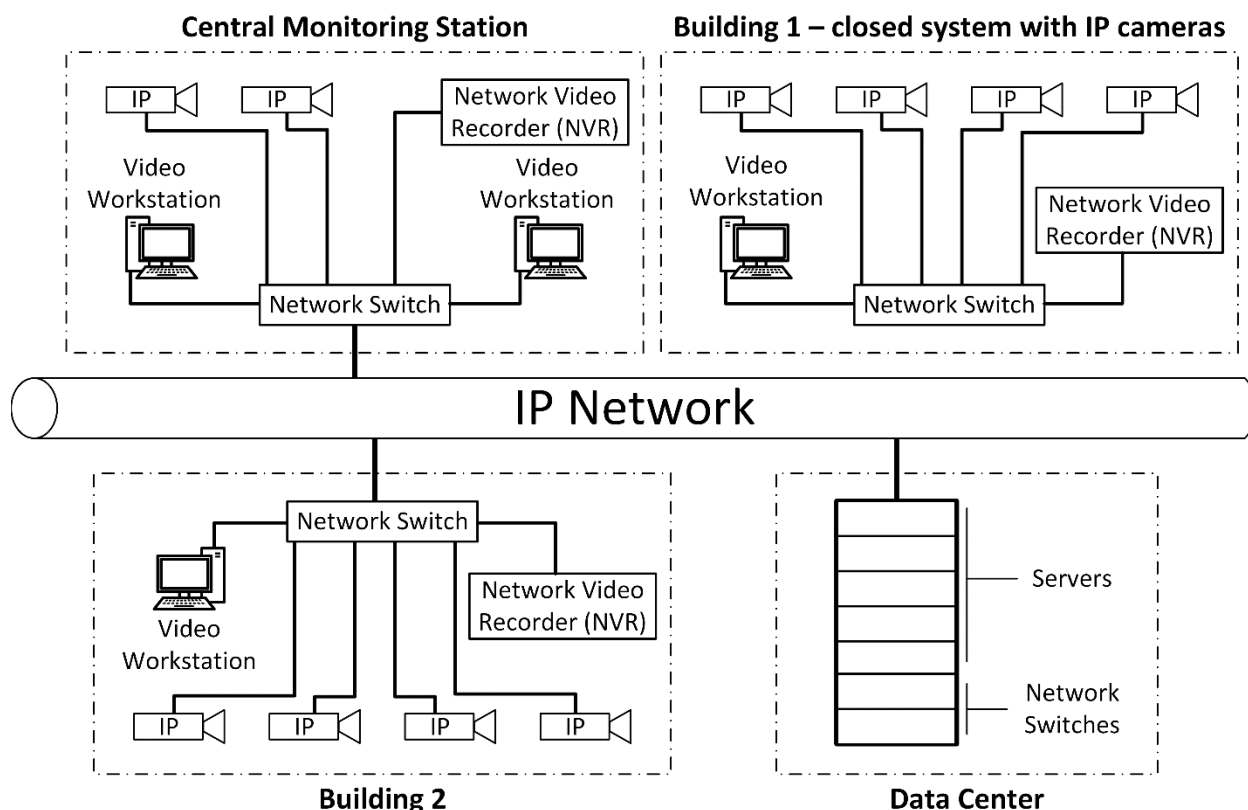 Central Monitoring Station
IP
IP
Network Video
Recorder (NVR)
Video
Workstation
Video
Workstation
Network Switch
Building 1 – closed system with IP cameras
IP
IP
IP
IP
Video
Workstation
Network Video
Recorder (NVR)
Network Switch
IP Network
Network Switch
Video
Workstation
Network Video
Recorder (NVR)
IP
IP
IP
IP
Building 2
Servers
Network
Switches
Data Center